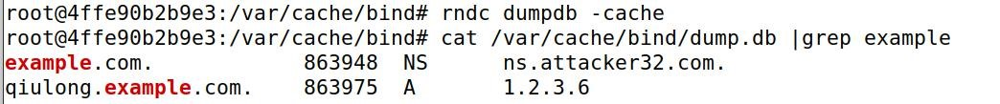 root@4ffe90b2b9e3:/var/cache/bind# rndc dumpdb -cache
root@4ffe90b2b9e3:/var/cache/bind# cat /var/cache/bind/dump.db |grep example
example.com.            863948  NS      ns.attacker32.com.
qiulong.example.com.    863975  A       1.2.3.6